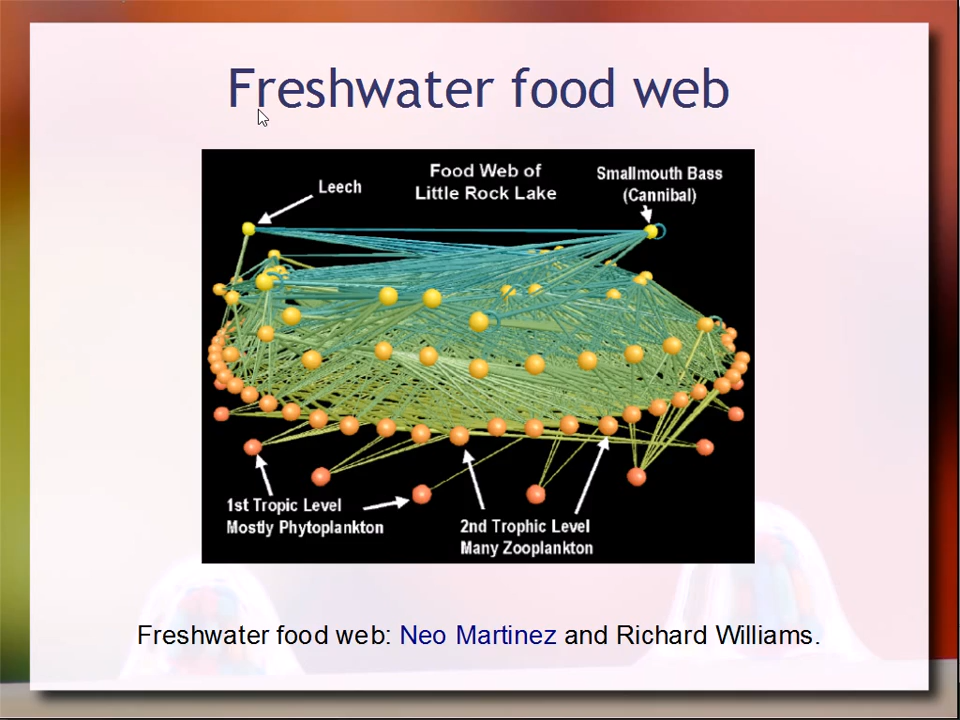 Freshwater food web
Food Web of
Little Rock Lake
Smallmouth Bass
(Cannibal)
Leech
1st Tropic Level
Mostly Phytoplankton
2nd Trophic Level
Many Zooplankton
Freshwater food web: Neo Martinez and Richard Williams.